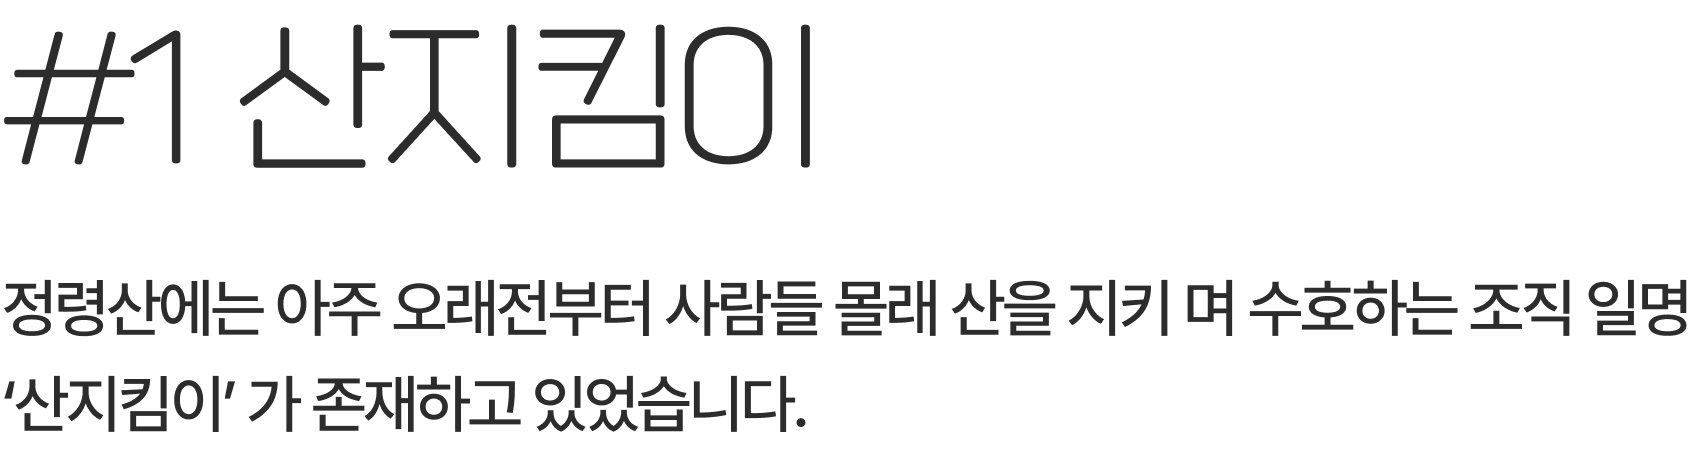 #1 산지킴이
정령산에는 아주 오래전부터 사람들 몰래 산을 지키 며 수호하는 조직 일명
‘산지킴이’ 가 존재하고 있었습니다.